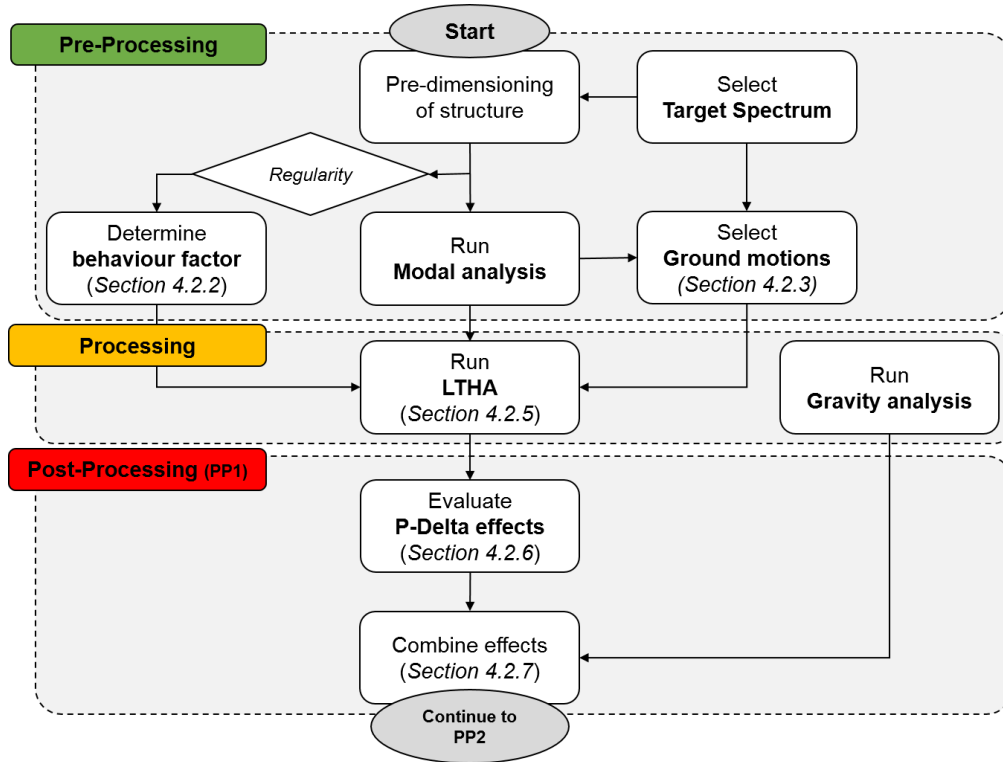 Start
Pre-Processing
Pre-dimensioning
of structure
Select
Target Spectrum
Regularity
Determine
behaviour factor
(Section 4.2.2)
Run
Modal analysis
Select
Ground motions
(Section 4.2.3)
Processing
Run
LTHA
(Section 4.2.5)
Run
Gravity analysis
Post-Processing (PP1)
Evaluate
P-Delta effects
(Section 4.2.6)
Combine effects
(Section 4.2.7)
Continue to
PP2